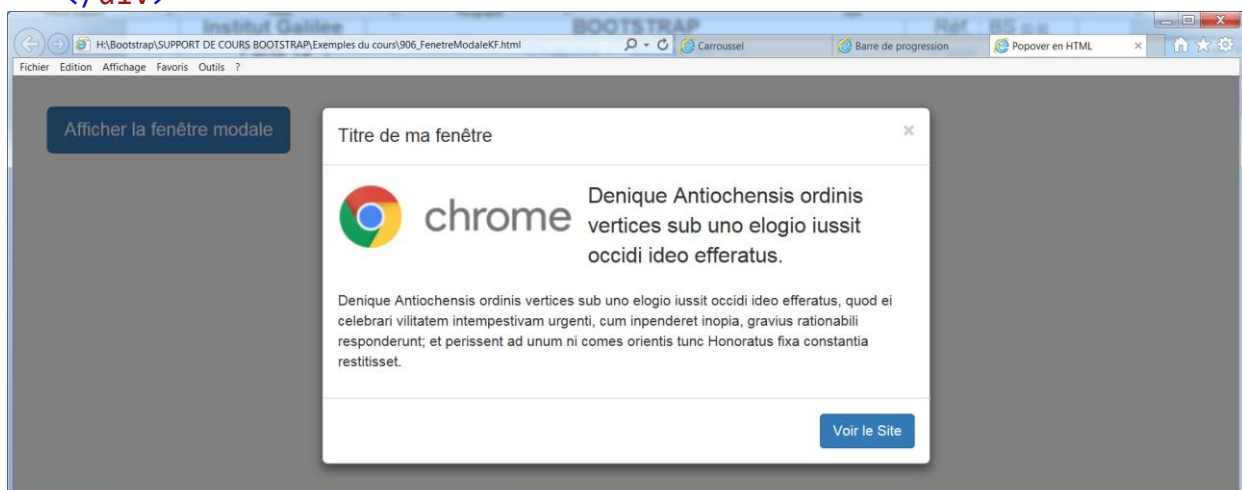 </div>
Institut Galilée BOOTSTRAP Réf. : BS
H:\Bootstrap\SUPPORT DE COURS BOOTSTRAP\Exemples du cours\906_FenetreModaleKF.html Carroussel Barre de progression Popover en HTML ×
Fichier Edition Affichage Favoris Outils ?
Afficher la fenêtre modale
Titre de ma fenêtre ×
chrome
Denique Antiochensis ordinis
vertices sub uno elogio iussit
occidi ideo efferatus.
Denique Antiochensis ordinis vertices sub uno elogio iussit occidi ideo efferatus, quod ei
celebrari vilitatem intempestivam urgenti, cum inpenderet inopia, gravius rationabili
responderunt; et perissent ad unum ni comes orientis tunc Honoratus fixa constantia
restitisset.
Voir le Site